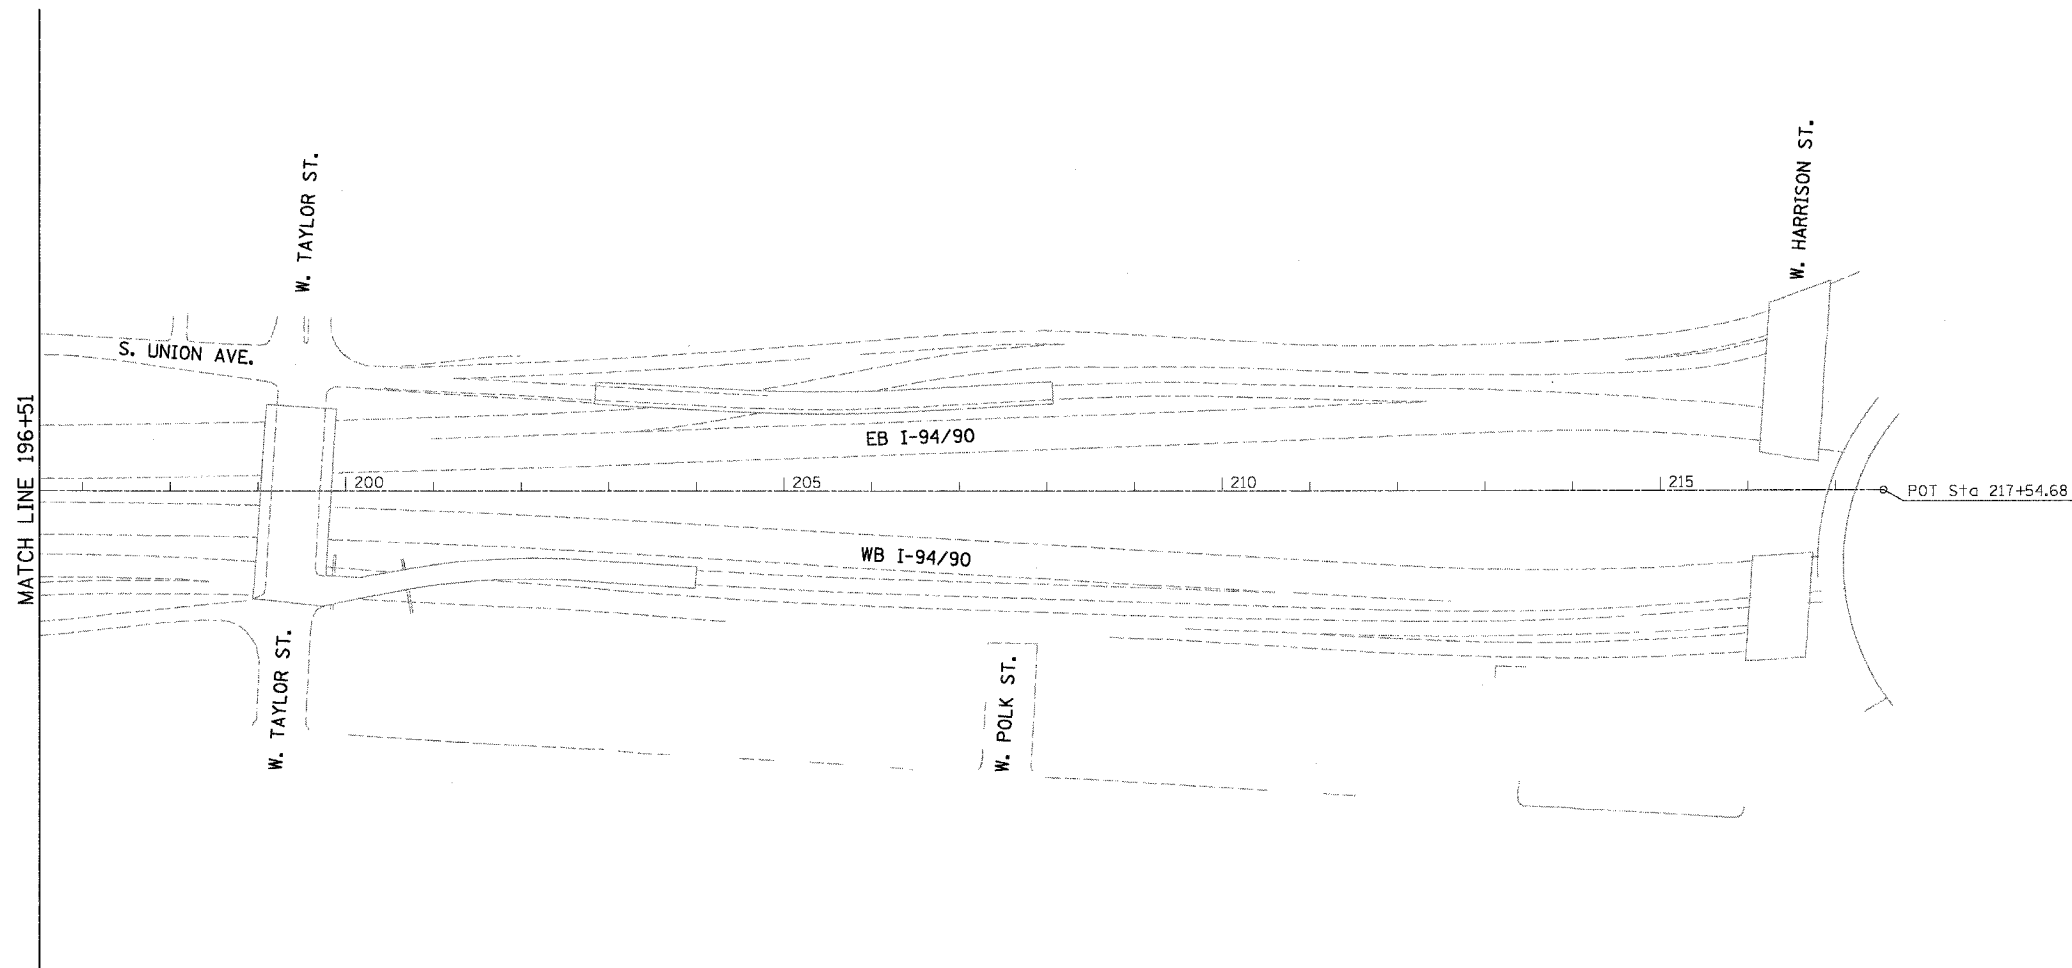 W. HARRISON ST.
W. TAYLOR ST.
S. UNION AVE.
MATCH LINE 196+51
EB I-94/90
200
205
210
215
POT Sta 217+54.68
WB I-94/90
W. TAYLOR ST.
W. POLK ST.